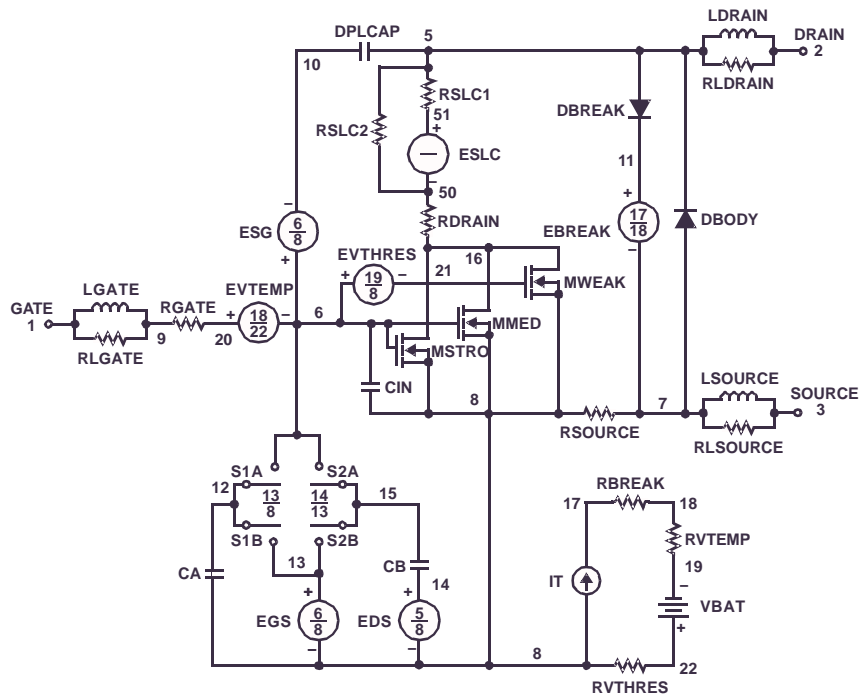 LDRAIN
DPLCAP
5
DRAIN
2
10
RLDRAIN
RSLC1
51
+
RSLC2
DBREAK
ESLC
−
11
50
−
+
RDRAIN
17
18
EBREAK
−
DBODY
ESG
6
8
+
EVTHRES
+
19
8
−
21
16
MWEAK
LGATE
EVTEMP
GATE
1
RGATE
+
18
22
−
6
MMED
9
20
RLGATE
MSTRO
LSOURCE
CIN
8
7
SOURCE
3
RSOURCE
RLSOURCE
S1A
S2A
12
13
8
14
13
15
RBREAK
17
18
S1B
S2B
RVTEMP
13
CB
19
CA
14
IT
−
+
+
VBAT
EGS
6
8
EDS
5
8
+
−
−
8
22
RVTHRES